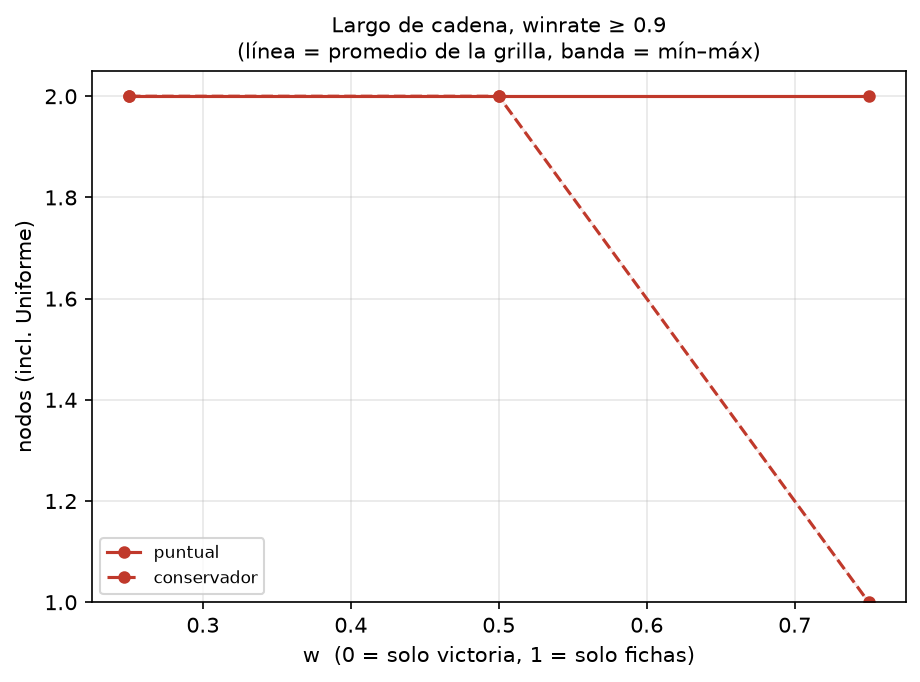 Largo de cadena, winrate ≥ 0.9
(línea = promedio de la grilla, banda = mín–máx)
nodos (incl. Uniforme)
2.0
1.8
1.6
1.4
1.2
1.0
puntual
conservador
0.3 0.4 0.5 0.6 0.7
w (0 = solo victoria, 1 = solo fichas)